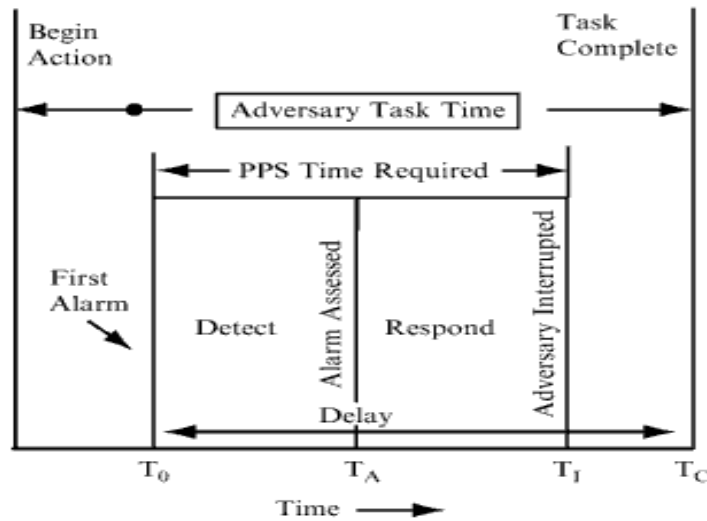 Begin
Action
Task
Complete
Adversary Task Time
PPS Time Required
First
Alarm
Detect
Alarm Assessed
Respond
Adversary Interrupted
Delay
T0
TA
TI
TC
Time